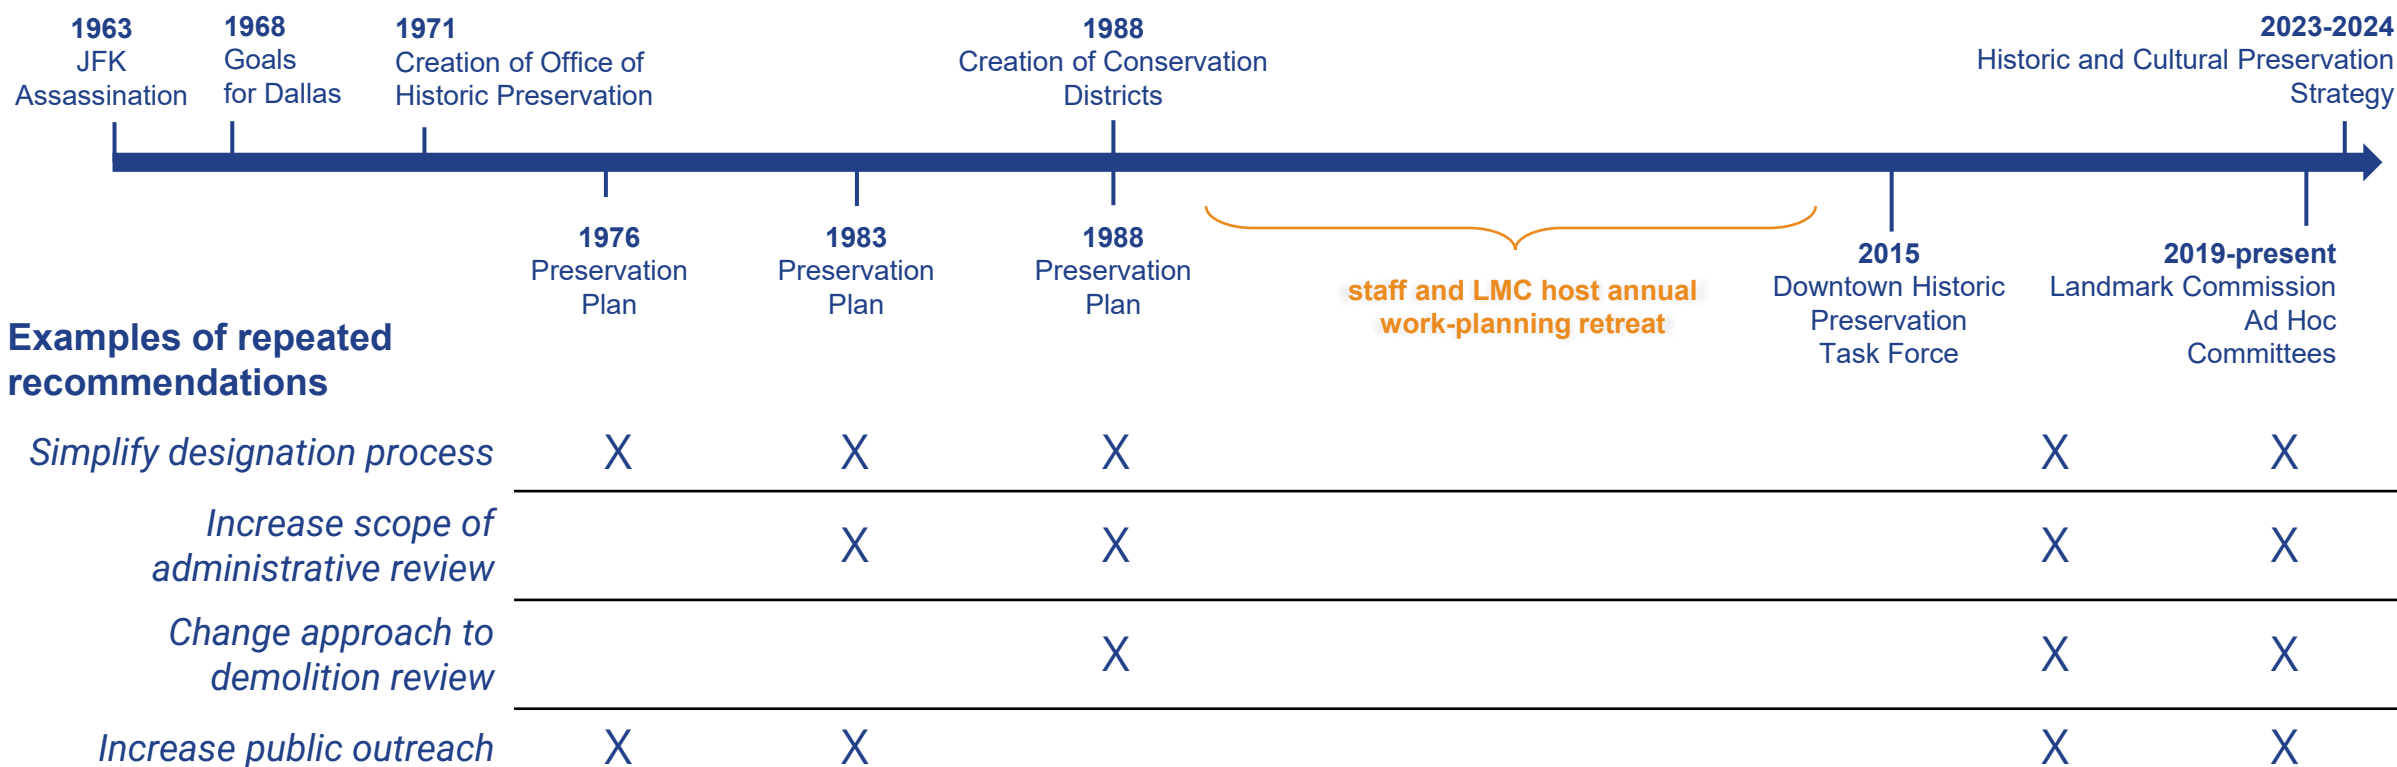 1963
JFK
Assassination
1968
Goals
for Dallas
1971
Creation of Office of
Historic Preservation
1988
Creation of Conservation
Districts
2023-2024
Historic and Cultural Preservation
Strategy
1976
Preservation
Plan
1983
Preservation
Plan
1988
Preservation
Plan
staff and LMC host annual
work-planning retreat
2015
Downtown Historic
Preservation
Task Force
2019-present
Landmark Commission
Ad Hoc
Committees
Examples of repeated
recommendations
Simplify designation process X X X X X
Increase scope of
administrative review X X X X
Change approach to
demolition review X X X
Increase public outreach X X X X